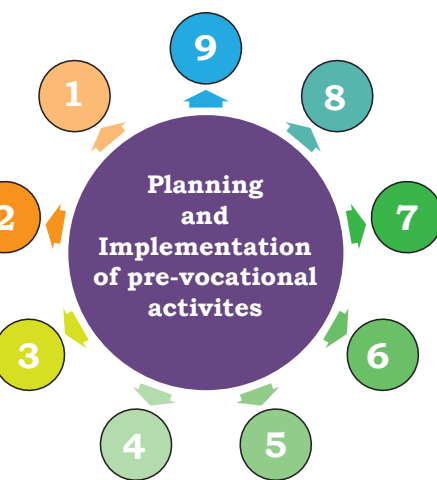 9
1
8
Planning
and
Implementation
of pre-vocational
activites
2
7
3
6
4
5